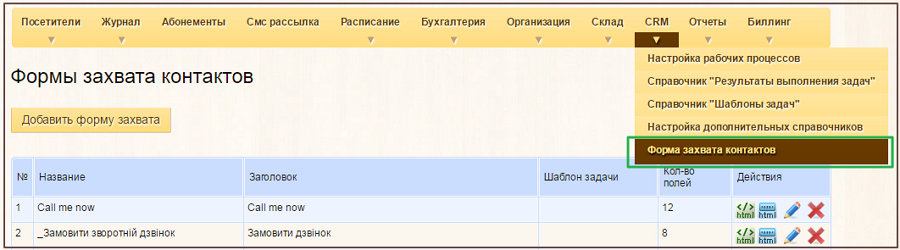 Посетители Журнал Абонементы Смс рассылка Расписание Бухгалтерия Организация Склад CRM Отчеты Биллинг
Настройка рабочих процессов
Формы захвата контактов
Справочник "Результаты выполнения задач"
Справочник "Шаблоны задач"
Добавить форму захвата
Настройка дополнительных справочников
Форма захвата контактов
№ Название Заголовок Шаблон задачи Кол-во полей Действия
1 Call me now Call me now 12 </> html html
2 _Замовити зворотній дзвінок Замовити дзвінок 8 </> html html